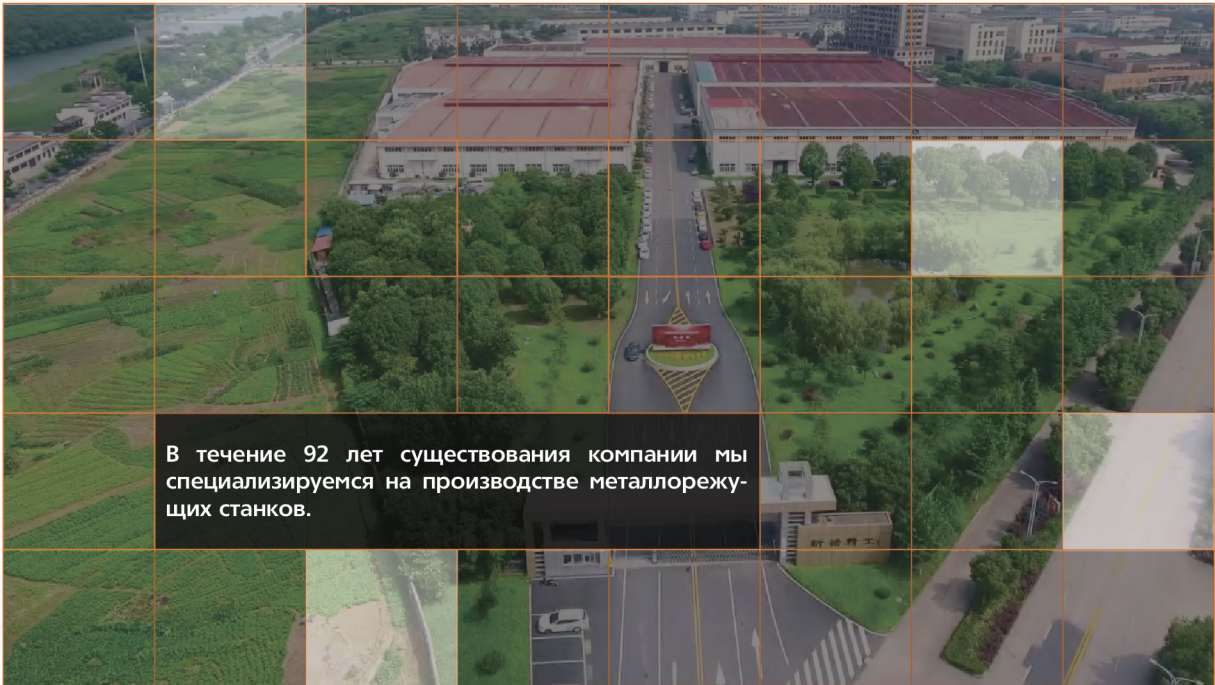 В течение 92 лет существования компании мы
специализируемся на производстве металлорежу-
щих станков.